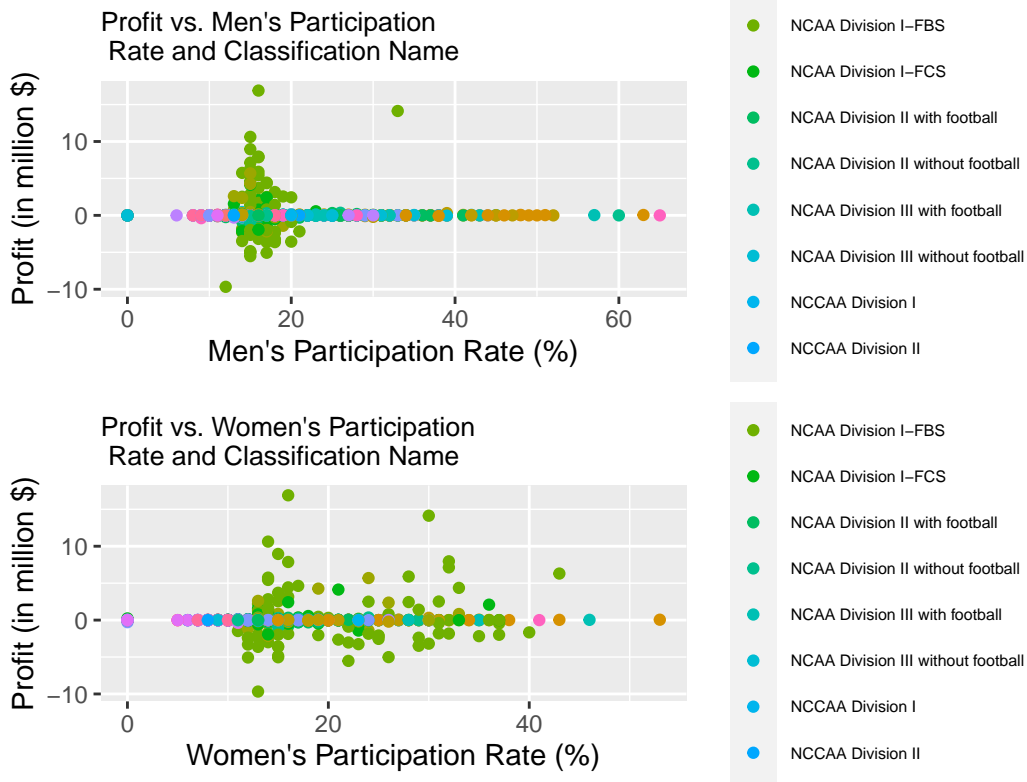 Profit vs. Men's Participation
Rate and Classification Name
Profit (in million $)
10
0
−10
0
20
40
60
Men's Participation Rate (%)
NCAA Division I−FBS
NCAA Division I−FCS
NCAA Division II with football
NCAA Division II without football
NCAA Division III with football
NCAA Division III without football
NCCAA Division I
NCCAA Division II
Profit vs. Women's Participation
Rate and Classification Name
Profit (in million $)
10
0
−10
0
20
40
Women's Participation Rate (%)
NCAA Division I−FBS
NCAA Division I−FCS
NCAA Division II with football
NCAA Division II without football
NCAA Division III with football
NCAA Division III without football
NCCAA Division I
NCCAA Division II